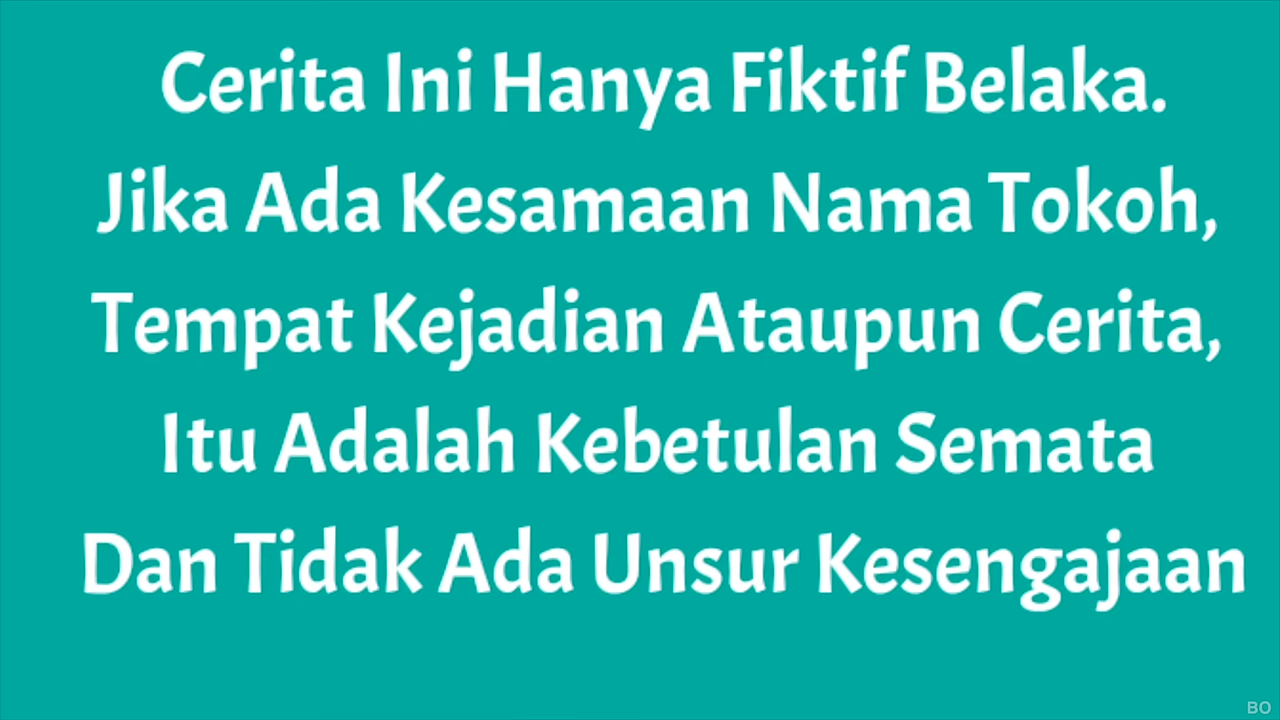 Cerita Ini Hanya Fiktif Belaka.
Jika Ada Kesamaan Nama Tokoh,
Tempat Kejadian Ataupun Cerita,
Itu Adalah Kebetulan Semata
Dan Tidak Ada Unsur Kesengajaan
BO